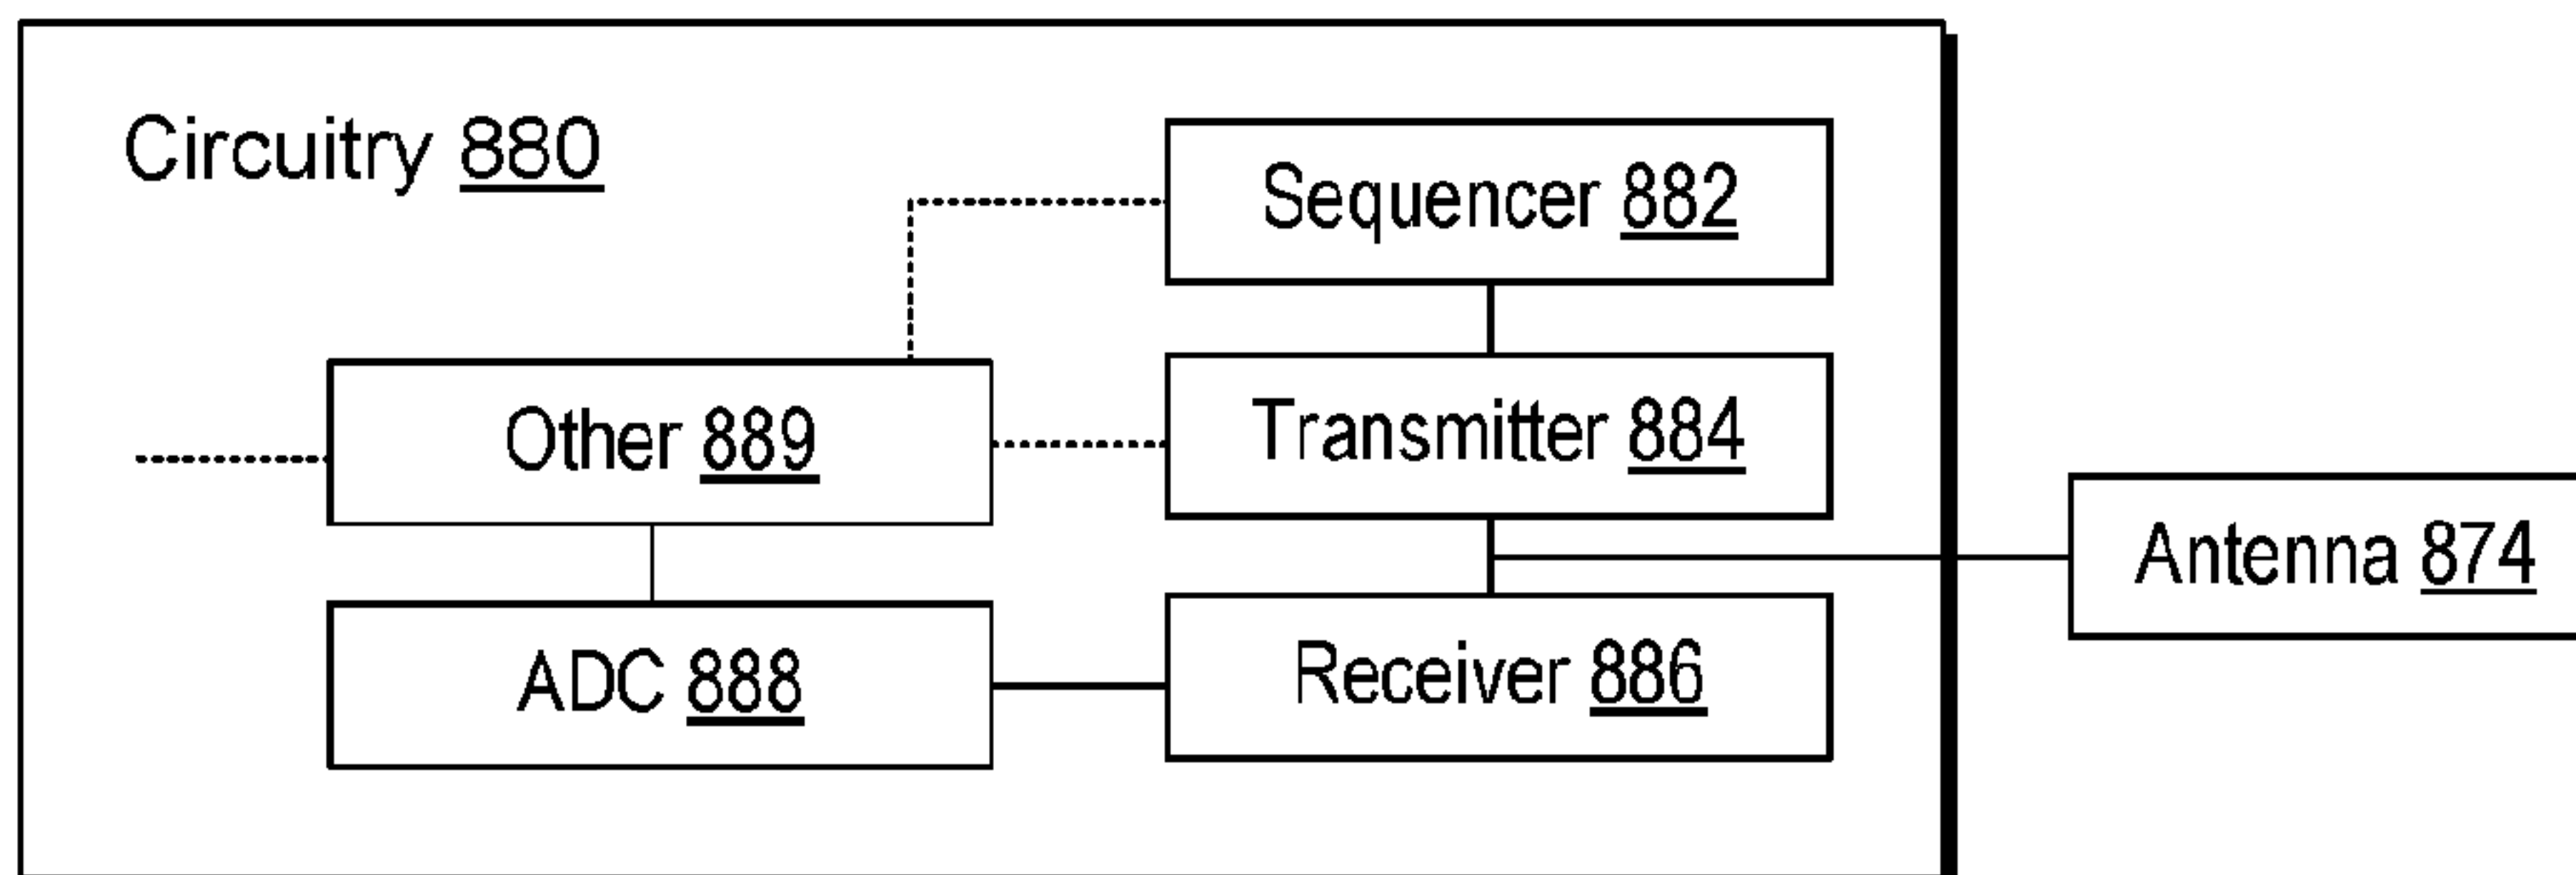 Circuitry 880
Sequencer 882
Other 889
Transmitter 884
Antenna 874
ADC 888
Receiver 886